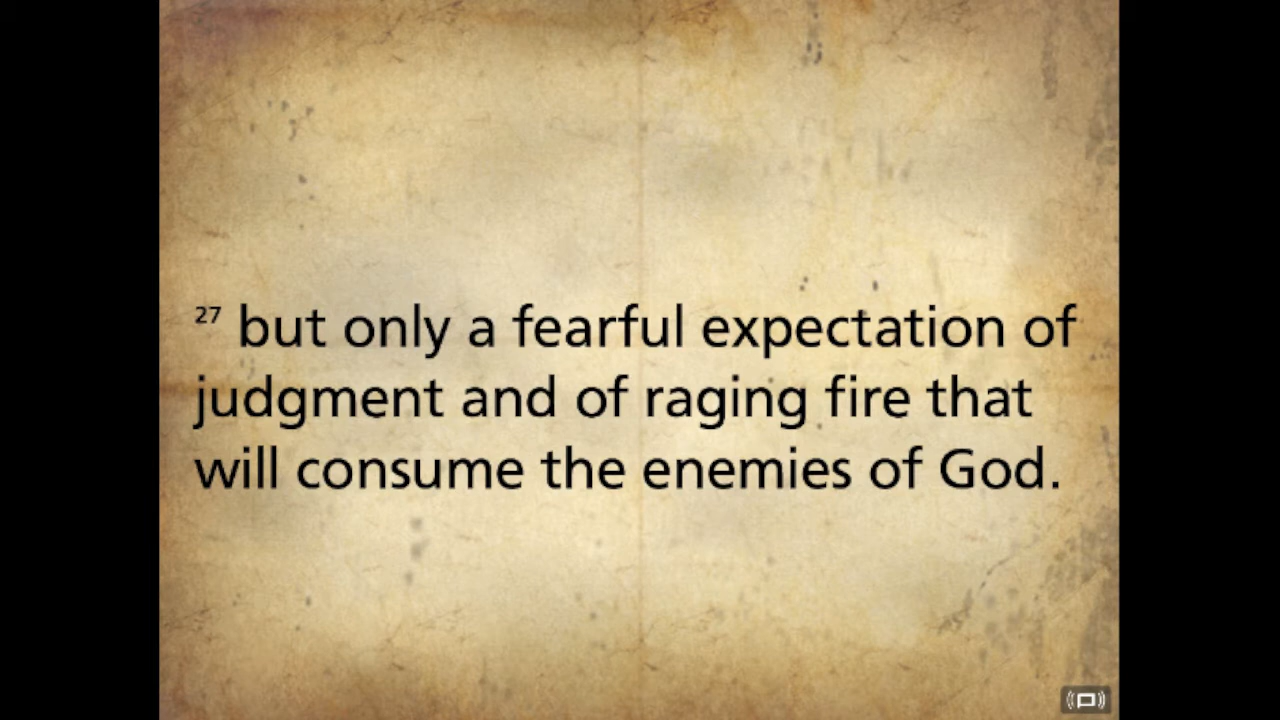 27 but only a fearful expectation of
judgment and of raging fire that
will consume the enemies of God.